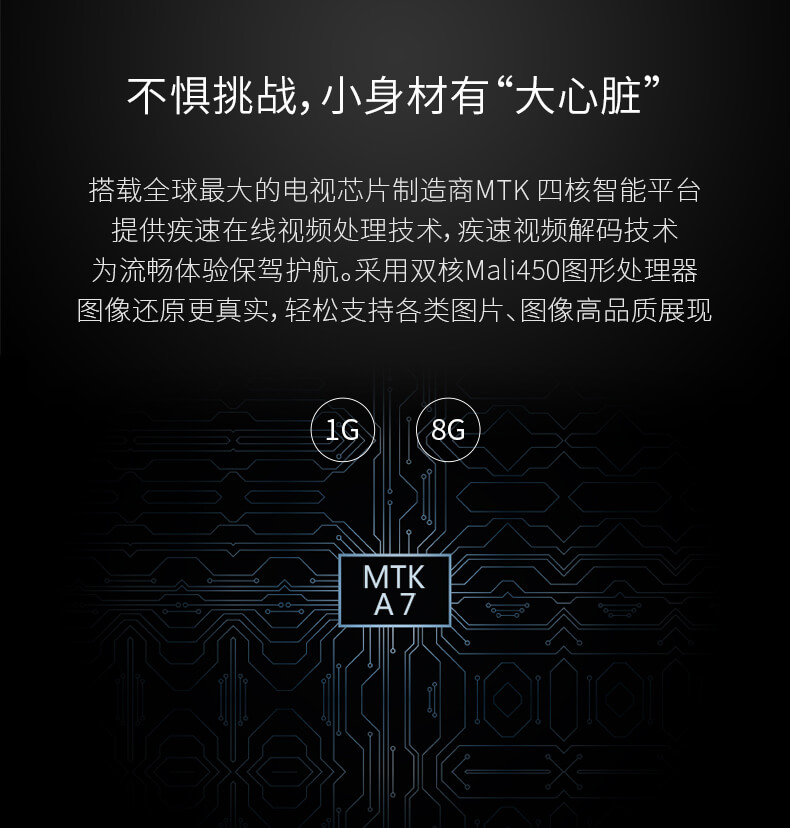 不惧挑战，小身材有“大心脏”
搭载全球最大的电视芯片制造商MTK 四核智能平台
提供疾速在线视频处理技术，疾速视频解码技术
为流畅体验保驾护航。采用双核Mali450图形处理器
图像还原更真实，轻松支持各类图片、图像高品质展现
1G 8G
MTK
A7